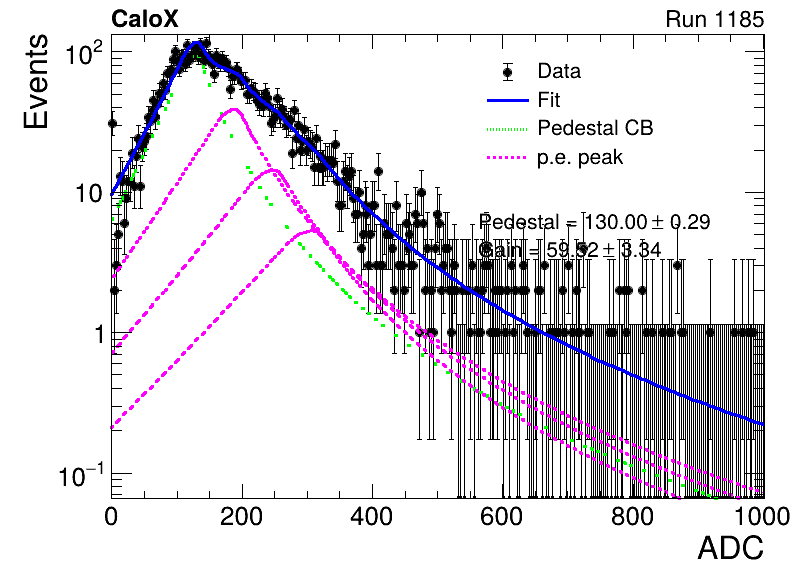 CaloX Run 1185
Events
10²
10
1
10⁻¹
Data
Fit
Pedestal CB
p.e. peak
Pedestal = 130.00 ± 0.29
Gain = 59.52 ± 3.34
0 200 400 600 800 1000
ADC